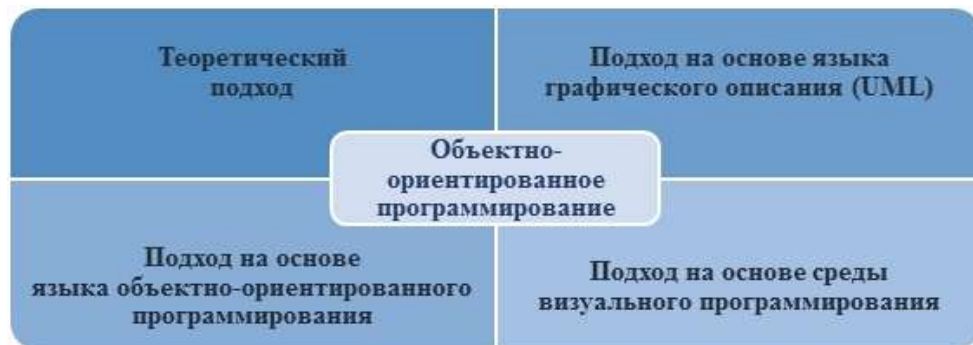 Теоретический
подход
Подход на основе языка
графического описания (UML)
Объектно-
ориентированное
программирование
Подход на основе
языка объектно-ориентированного
программирования
Подход на основе среды
визуального программирования